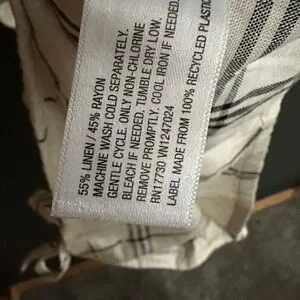 55% LINEN / 45% RAYON
MACHINE WASH COLD SEPARATELY.
GENTLE CYCLE. ONLY NON-CHLORINE
BLEACH IF NEEDED. TUMBLE DRY LOW.
REMOVE PROMPTLY. COOL IRON IF NEEDED.
RN17730 VN1247024
LABEL MADE FROM 100% RECYCLED PLASTIC